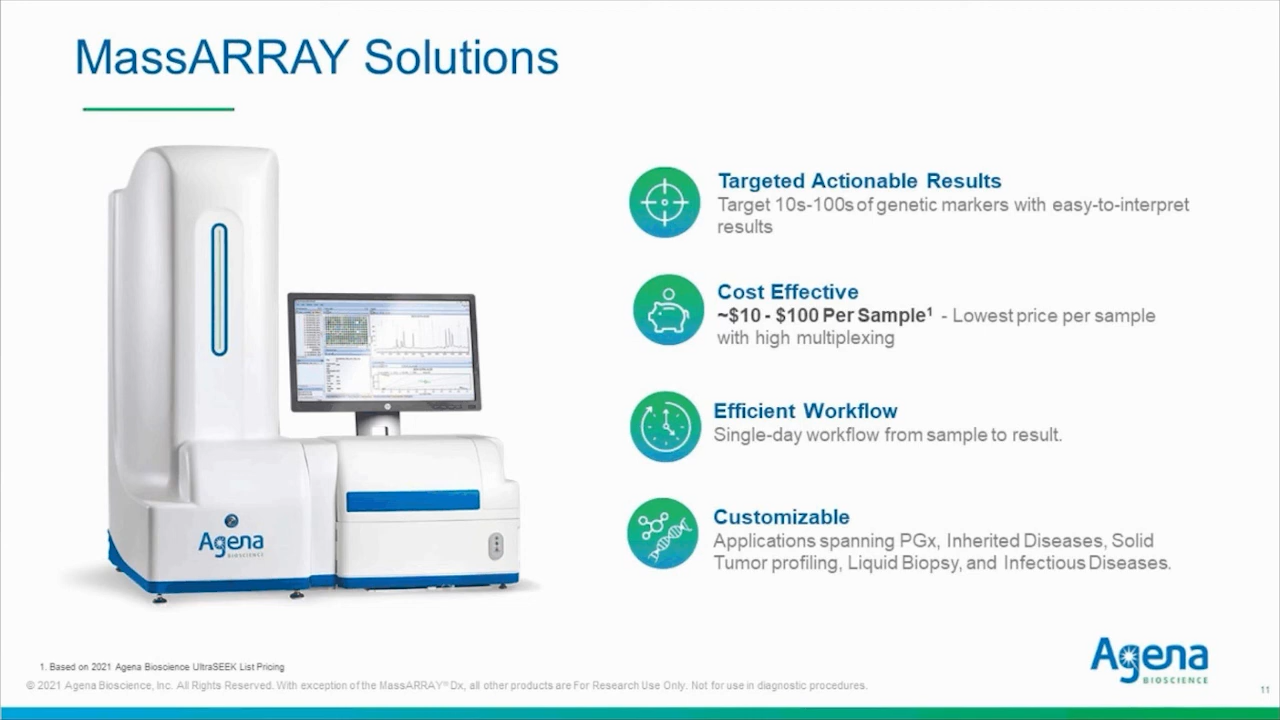 MassARRAY Solutions
Targeted Actionable Results
Target 10s-100s of genetic markers with easy-to-interpret
results
Cost Effective
~$10 - $100 Per Sample¹ - Lowest price per sample
with high multiplexing
Efficient Workflow
Single-day workflow from sample to result.
Customizable
Applications spanning PGx, Inherited Diseases, Solid
Tumor profiling, Liquid Biopsy, and Infectious Diseases.
Agena
BIOSCIENCE
1. Based on 2021 Agena Bioscience UltraSEEK List Pricing
© 2021 Agena Bioscience, Inc. All Rights Reserved. With exception of the MassARRAY® Dx, all other products are For Research Use Only. Not for use in diagnostic procedures.
Agena
BIOSCIENCE
11